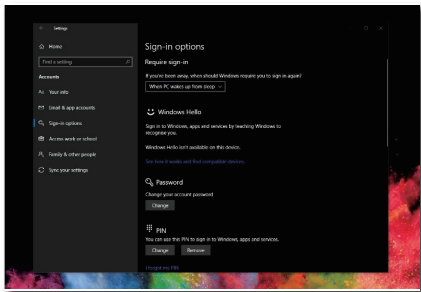 Settings
Home
Find a setting
Accounts
Your info
Email & app accounts
Sign-in options
Access work or school
Family & other people
Sync your settings
Sign-in options
Require sign-in
If you've been away, when should Windows require you to sign in again?
When PC wakes up from sleep
Windows Hello
Sign in to Windows, apps and services by teaching Windows to
recognize you.
Windows Hello isn't available on this device.
See how it works and find compatible devices.
Password
Change your account password
Change
PIN
You can use this PIN to sign in to Windows, apps and services.
Change Remove
I forgot my PIN